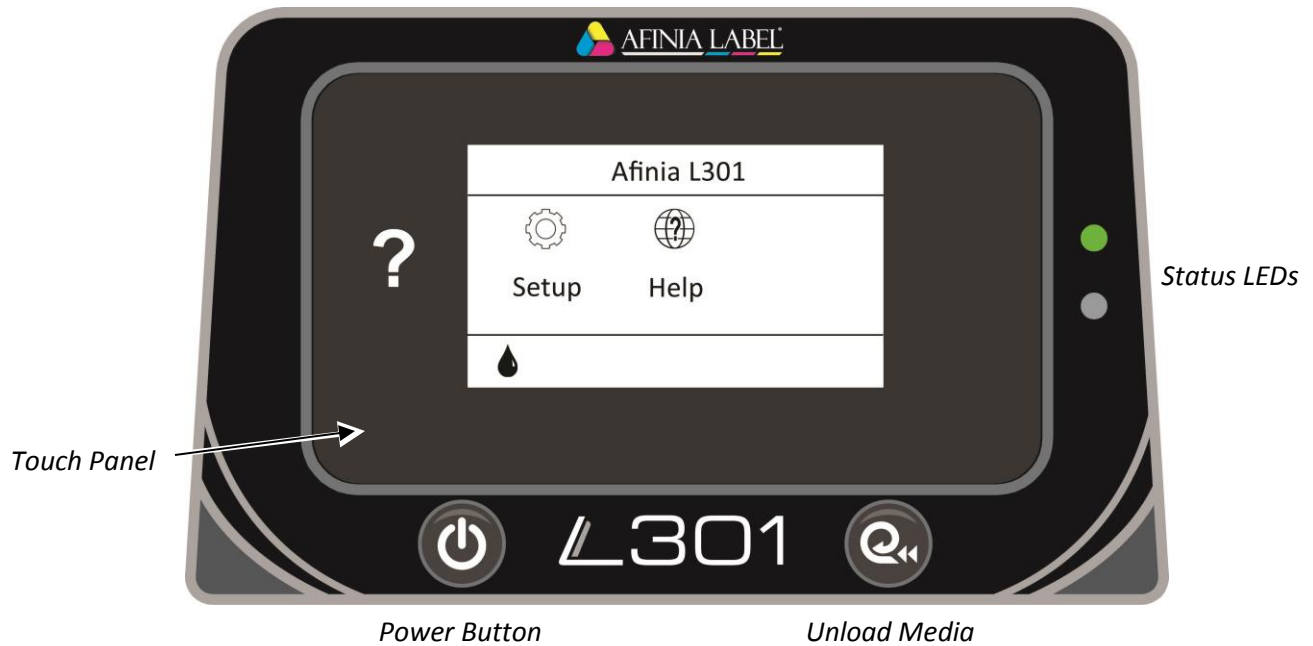 AFINIA LABEL®
Afinia L301
?
?
Setup Help
Status LEDs
Touch Panel
L301
Power Button Unload Media